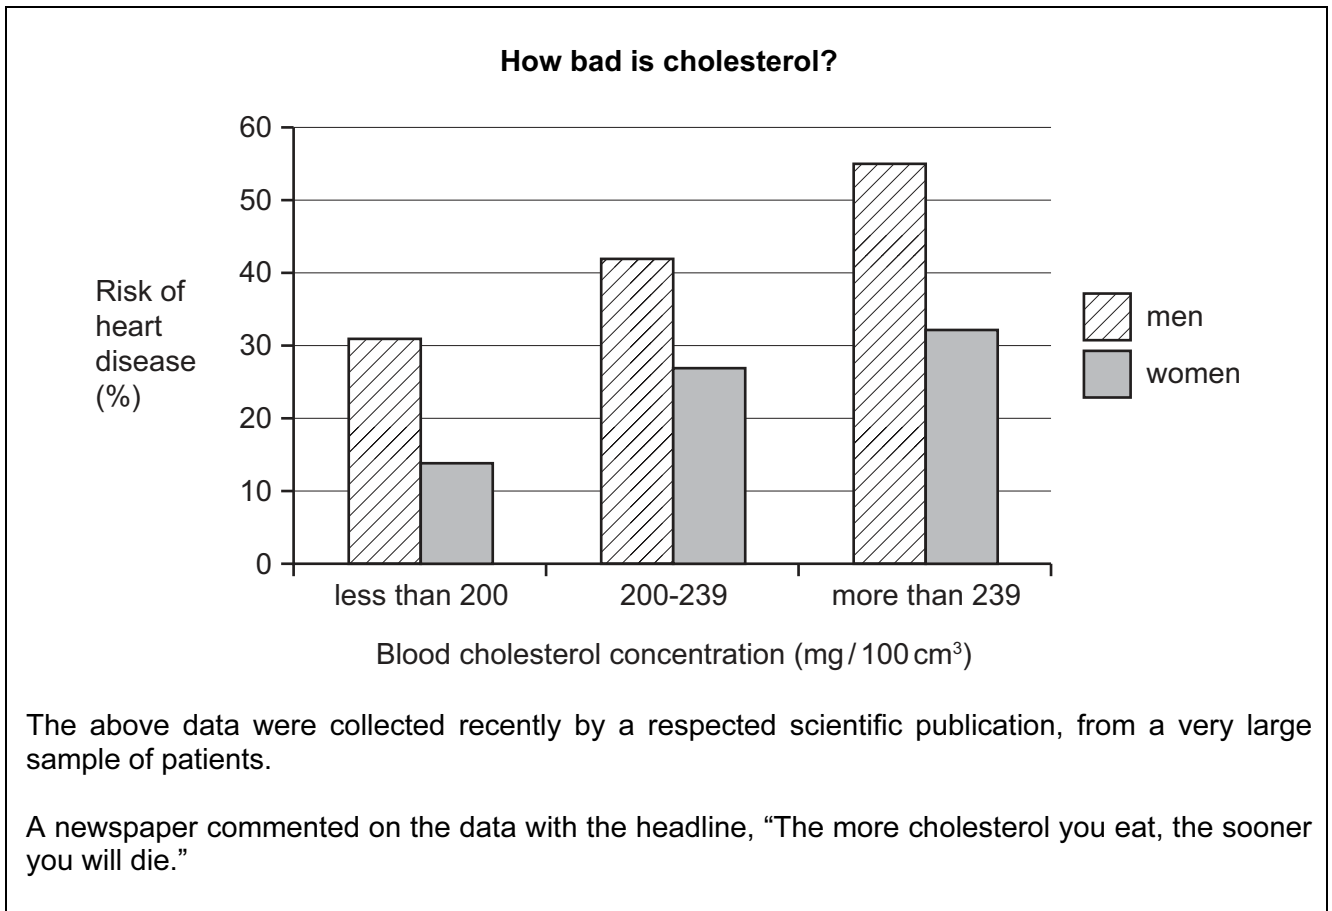 How bad is cholesterol?
60
50
40
30
20
10
0
Risk of
heart
disease
(%)
men
women
less than 200
200-239
more than 239
Blood cholesterol concentration (mg / 100 cm³)
The above data were collected recently by a respected scientific publication, from a very large
sample of patients.
A newspaper commented on the data with the headline, “The more cholesterol you eat, the sooner
you will die.”